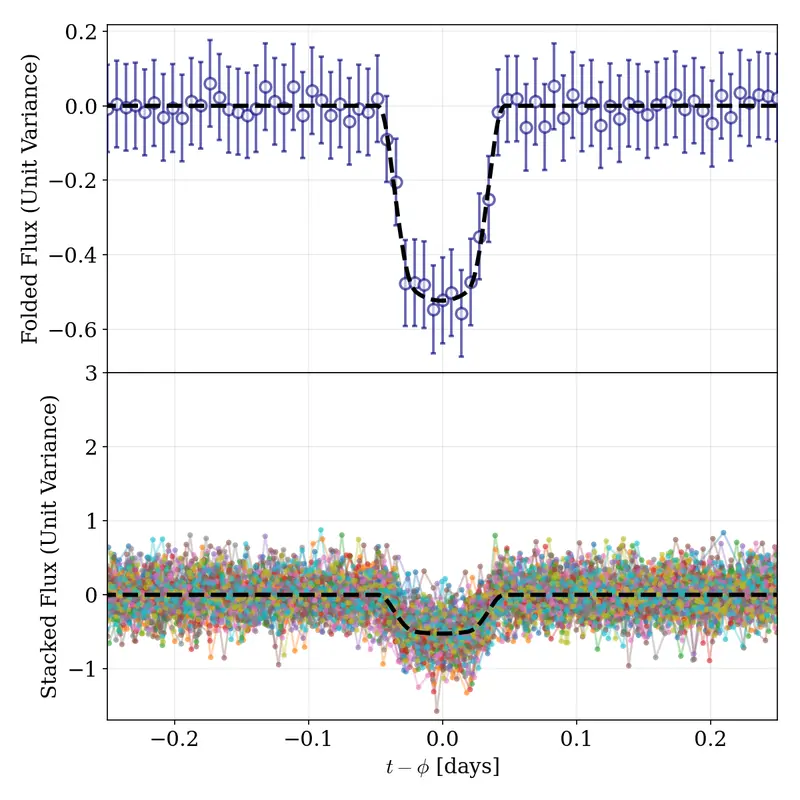 Folded Flux (Unit Variance)
0.2
0.0
−0.2
−0.4
−0.6
Stacked Flux (Unit Variance)
3
2
1
0
−1
−0.2 −0.1 0.0 0.1 0.2
t − ϕ [days]